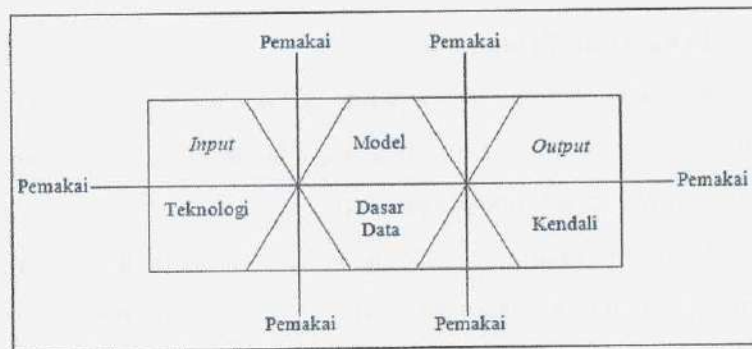 Pemakai Pemakai
Input Model Output
Pemakai Pemakai
Teknologi Dasar
Data Kendali
Pemakai Pemakai